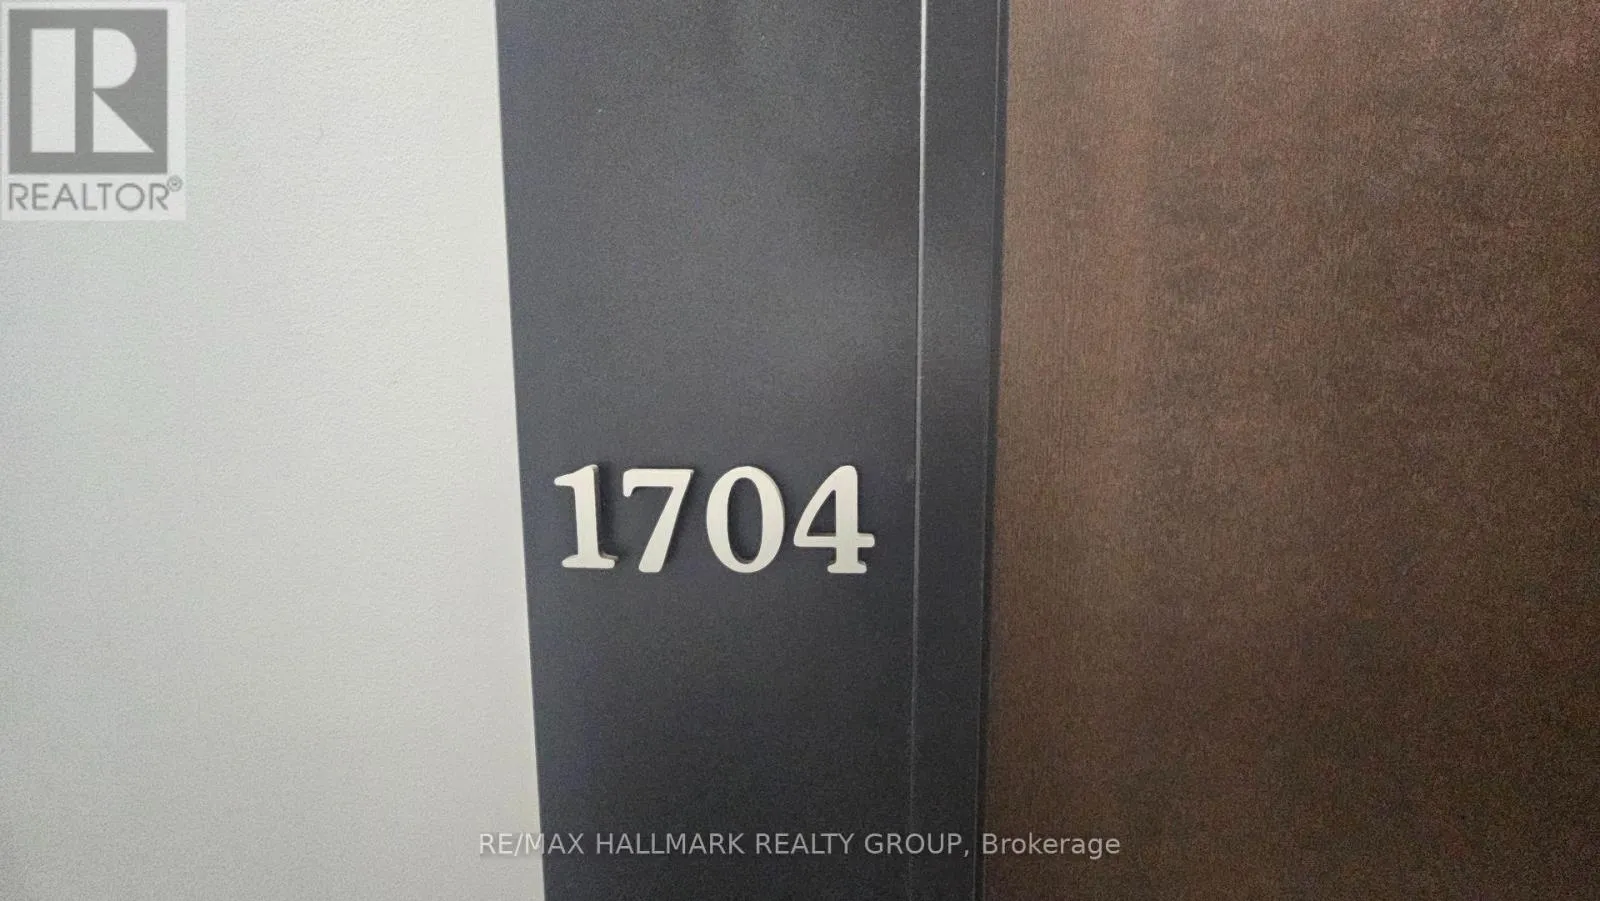 R
REALTOR®
1704
RE/MAX HALLMARK REALTY GROUP, Brokerage